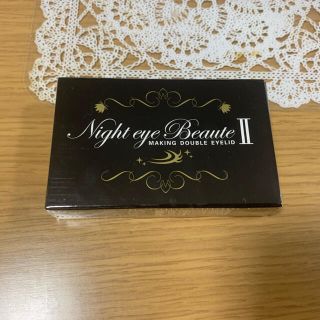 Night eye Beaute II
MAKING DOUBLE EYELID